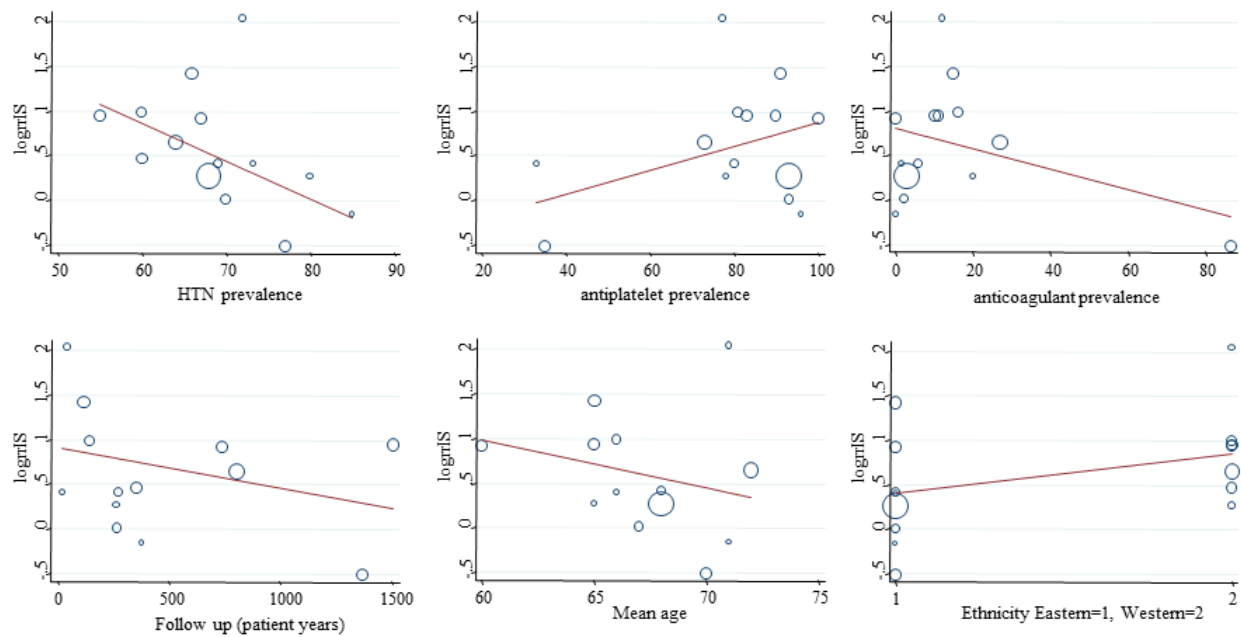 2
1.5
1
.5
0
-.5
logrrIS
50 60 70 80 90
HTN prevalence
2
1.5
1
.5
0
-.5
logrrIS
20 40 60 80 100
antiplatelet prevalence
2
1.5
1
.5
0
-.5
logrrIS
0 20 40 60 80
anticoagulant prevalence
2
1.5
1
.5
0
-.5
logrrIS
0 500 1000 1500
Follow up (patient years)
2
1.5
1
.5
0
-.5
logrrIS
60 65 70 75
Mean age
2
1.5
1
.5
0
-.5
logrrIS
1 2
Ethnicity Eastern=1, Western=2